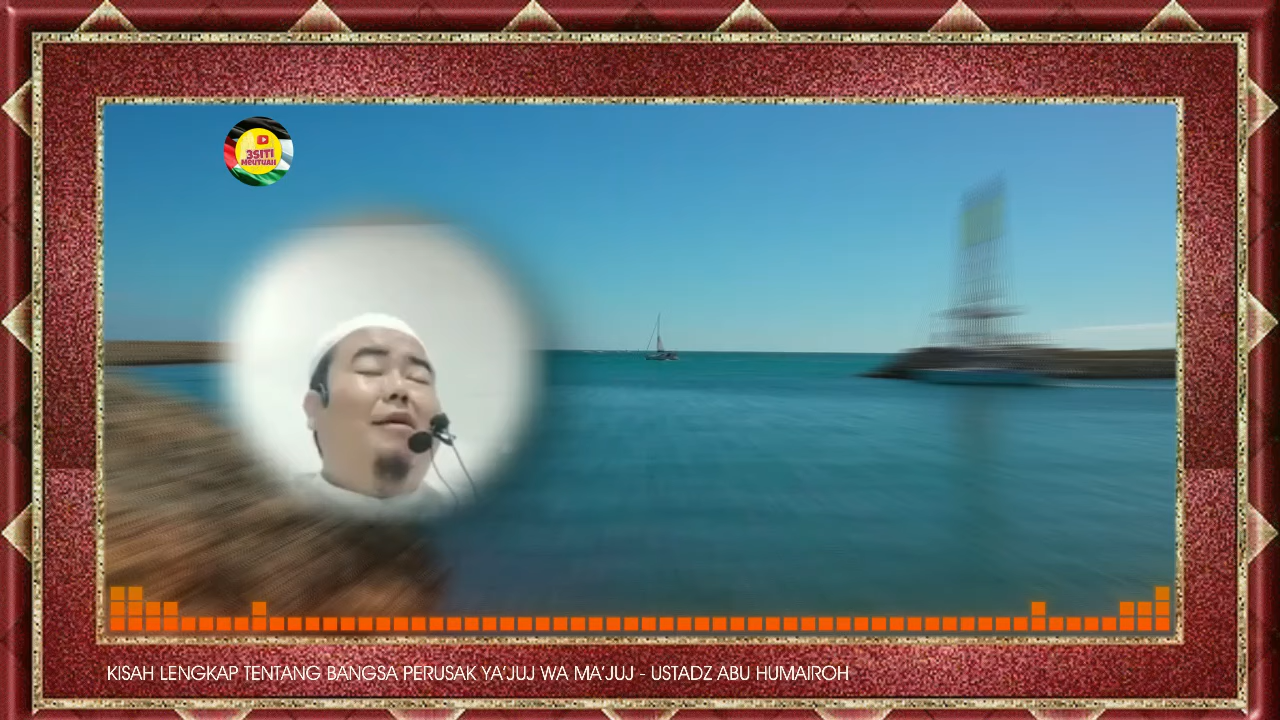 3SITI
MEUTUAH
KISAH LENGKAP TENTANG BANGSA PERUSAK YA'JUJ WA MA'JUJ - USTADZ ABU HUMAIROH